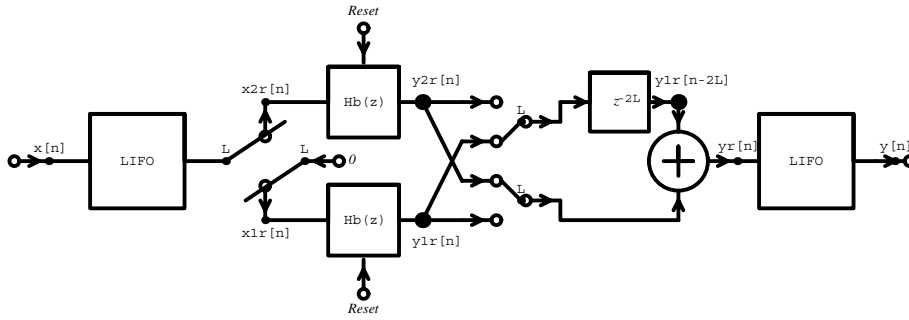 Reset
x2r[n]
Hb(z)
y2r[n]
L
z-2L
y1r[n-2L]
x[n]
LIFO
L
L
0
yr[n]
LIFO
y[n]
L
x1r[n]
Hb(z)
y1r[n]
Reset